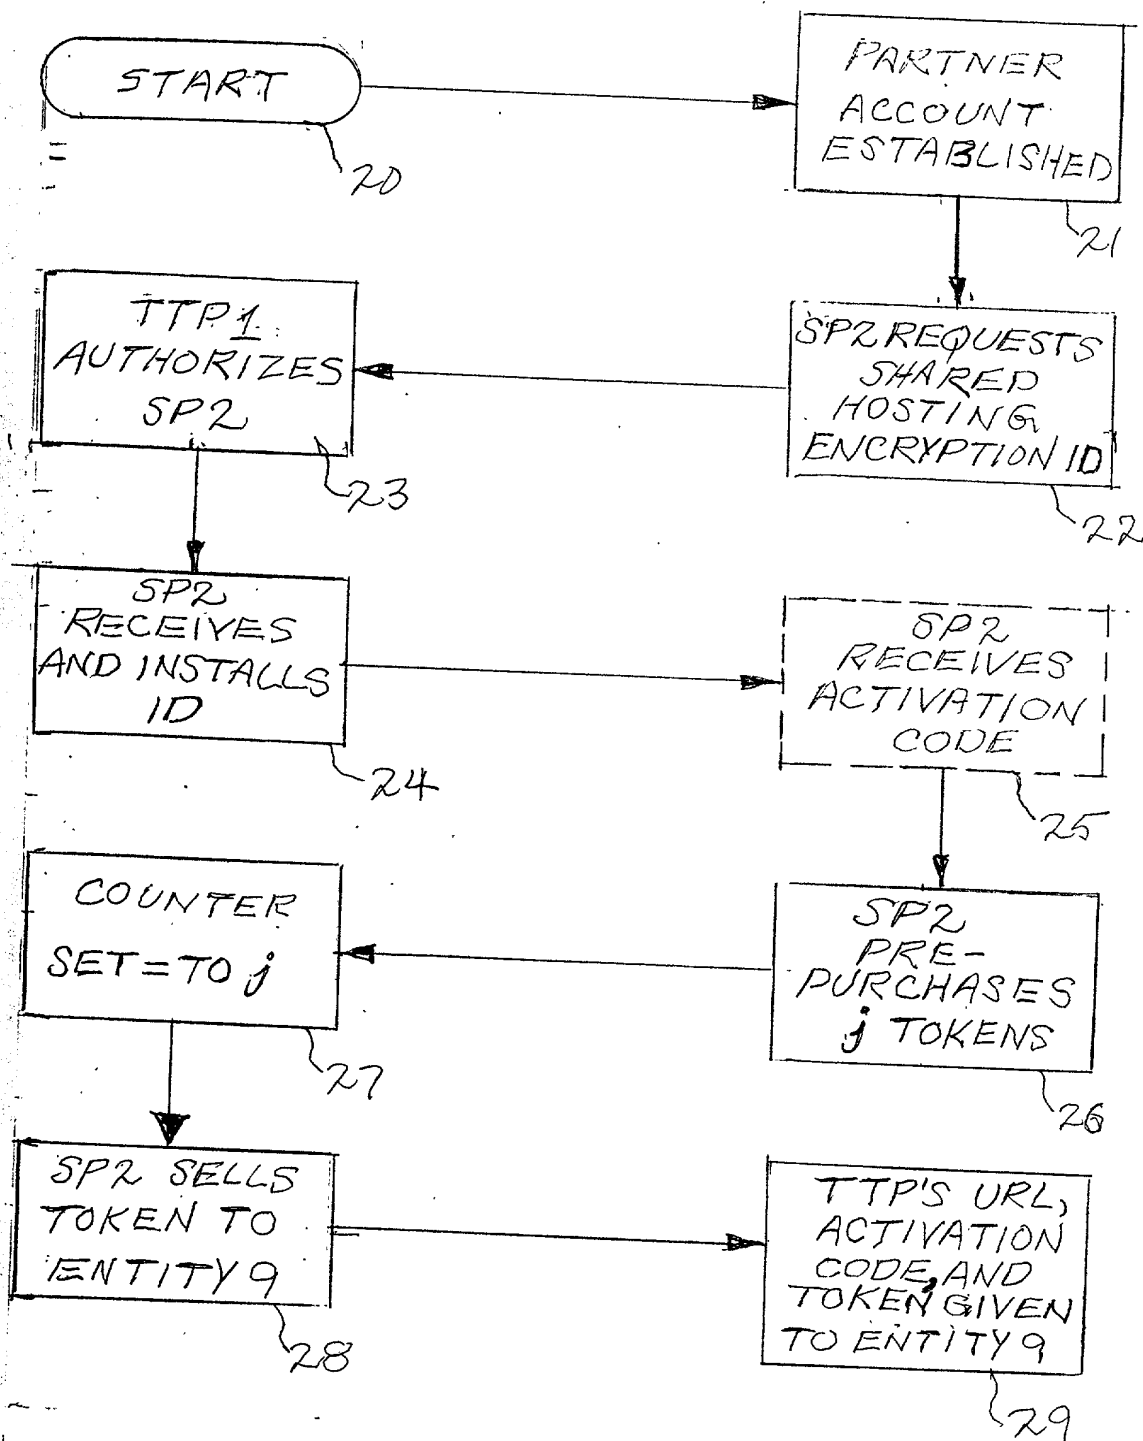 START
20
PARTNER
ACCOUNT
ESTABLISHED
21
SP2 REQUESTS
SHARED
HOSTING
ENCRYPTION ID
22
TTP1
AUTHORIZES
SP2
23
SP2
RECEIVES
AND INSTALLS
ID
24
SP2
RECEIVES
ACTIVATION
CODE
25
SP2
PRE-
PURCHASES
j TOKENS
26
COUNTER
SET = TO j
27
SP2 SELLS
TOKEN TO
ENTITY 9
28
TTP'S URL,
ACTIVATION
CODE, AND
TOKEN GIVEN
TO ENTITY 9
29